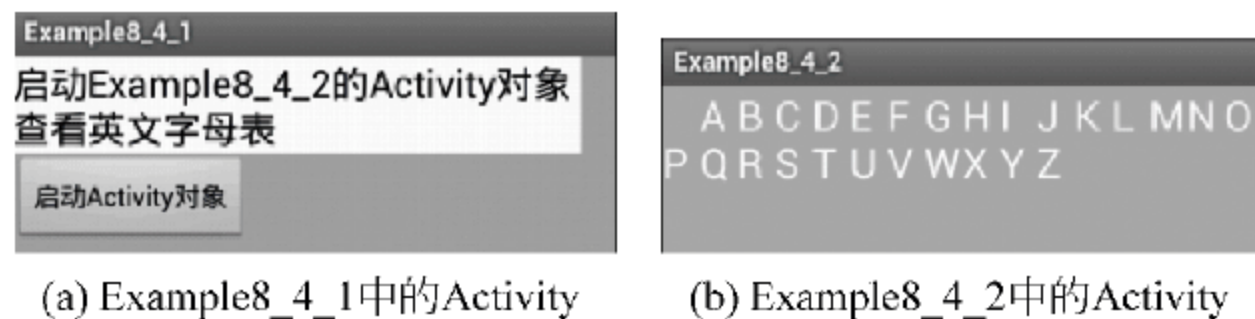 Example8_4_1
启动Example8_4_2的Activity对象
查看英文字母表
启动Activity对象
(a) Example8_4_1中的Activity
Example8_4_2
A B C D E F G H I J K L M N O
P Q R S T U V W X Y Z
(b) Example8_4_2中的Activity